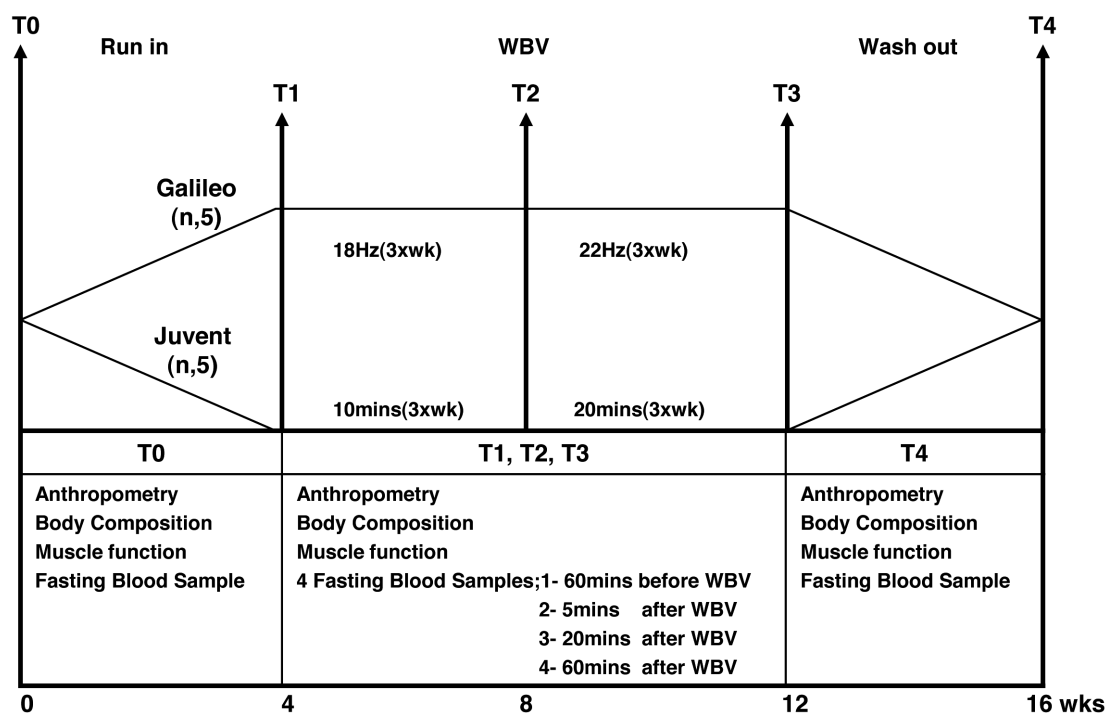 T0
T4
Run in
WBV
Wash out
T1
T2
T3
Galileo
(n,5)
18Hz(3xwk)
22Hz(3xwk)
Juvent
(n,5)
10mins(3xwk)
20mins(3xwk)
T0
T1, T2, T3
T4
Anthropometry
Body Composition
Muscle function
Fasting Blood Sample
Anthropometry
Body Composition
Muscle function
4 Fasting Blood Samples;1- 60mins before WBV
2- 5mins after WBV
3- 20mins after WBV
4- 60mins after WBV
Anthropometry
Body Composition
Muscle function
Fasting Blood Sample
0
4
8
12
16 wks